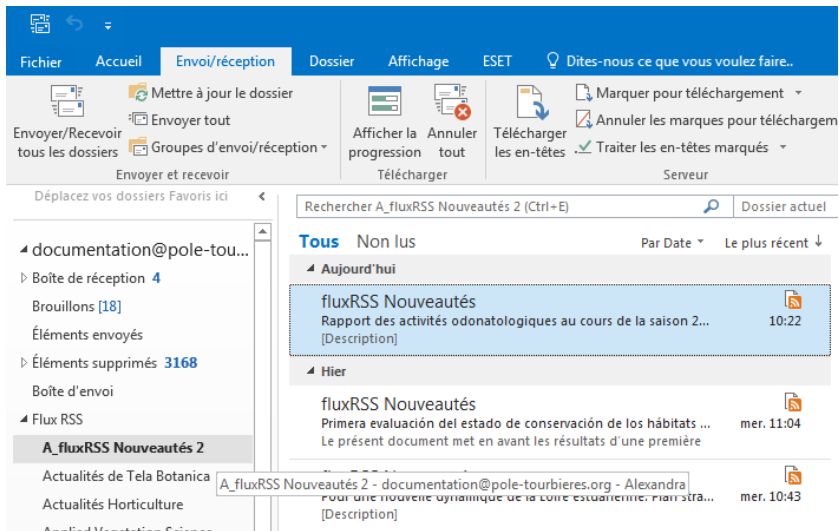 Fichier Accueil Envoi/réception Dossier Affichage ESET Dites-nous ce que vous voulez faire..
Envoyer/Recevoir
tous les dossiers
Mettre à jour le dossier
Envoyer tout
Groupes d'envoi/réception
Envoyer et recevoir
Afficher la
progression
Annuler
tout
Télécharger
Télécharger
les en-têtes
Marquer pour téléchargement
Annuler les marques pour téléchargem
Traiter les en-têtes marqués
Serveur
Déplacez vos dossiers Favoris ici
documentation@pole-tou...
Boîte de réception 4
Brouillons [18]
Éléments envoyés
Éléments supprimés 3168
Boîte d'envoi
Flux RSS
A_fluxRSS Nouveautés 2
Actualités de Tela Botanica
Actualités Horticulture
Rechercher A_fluxRSS Nouveautés 2 (Ctrl+E) Dossier actuel
Tous Non lus Par Date Le plus récent
Aujourd'hui
fluxRSS Nouveautés
Rapport des activités odonatologiques au cours de la saison 2... 10:22
[Description]
Hier
fluxRSS Nouveautés
Primera evaluación del estado de conservación de los hábitats ... mer. 11:04
Le présent document met en avant les résultats d'une première
A_fluxRSS Nouveautés 2 - documentation@pole-tourbieres.org - Alexandra
Pour une nouvelle dynamique de la Loire estuarienne. Plan stra... mer. 10:43
[Description]